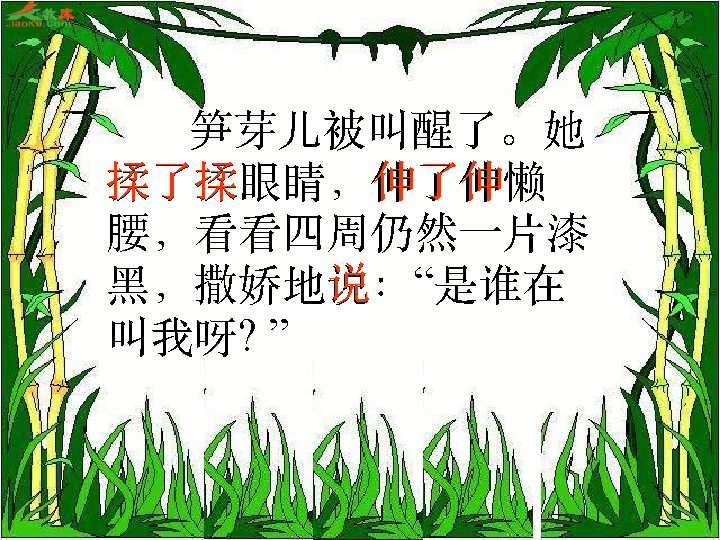 笋芽儿被叫醒了。她
揉了揉眼睛，伸了伸懒
腰，看看四周仍然一片漆
黑，撒娇地说：“是谁在
叫我呀？”